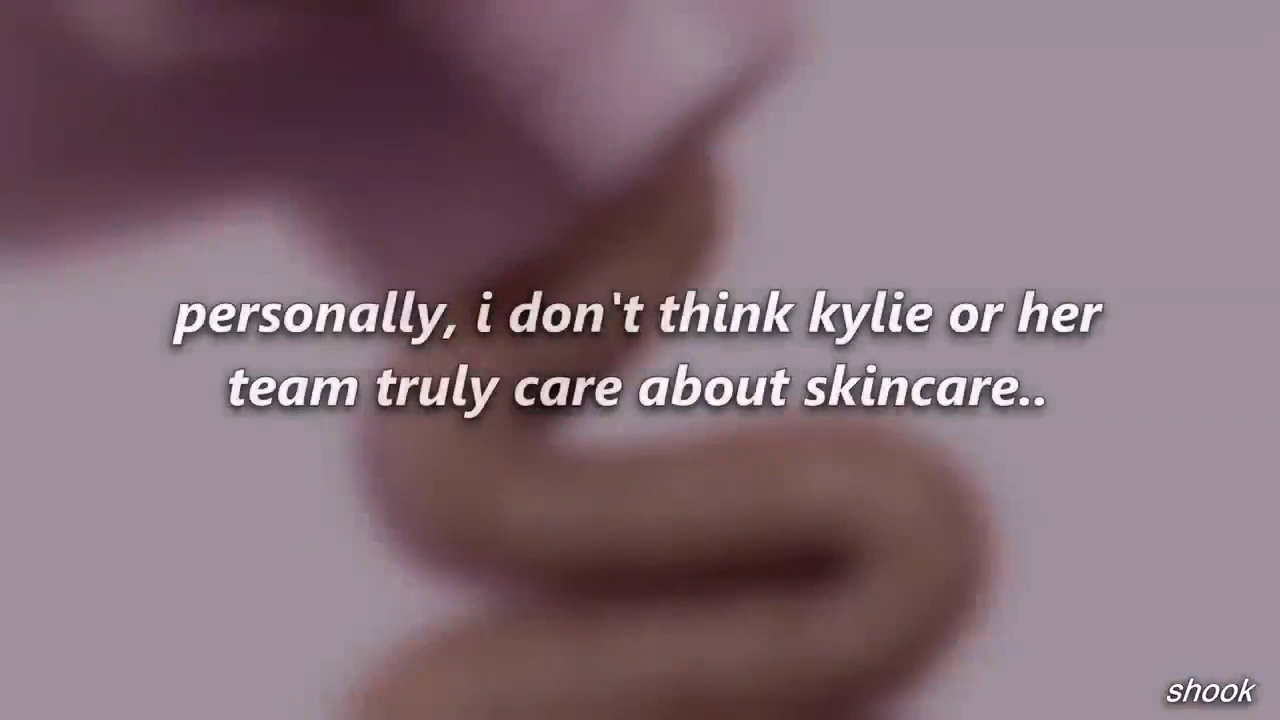 personally, i don't think kylie or her
team truly care about skincare..
shook